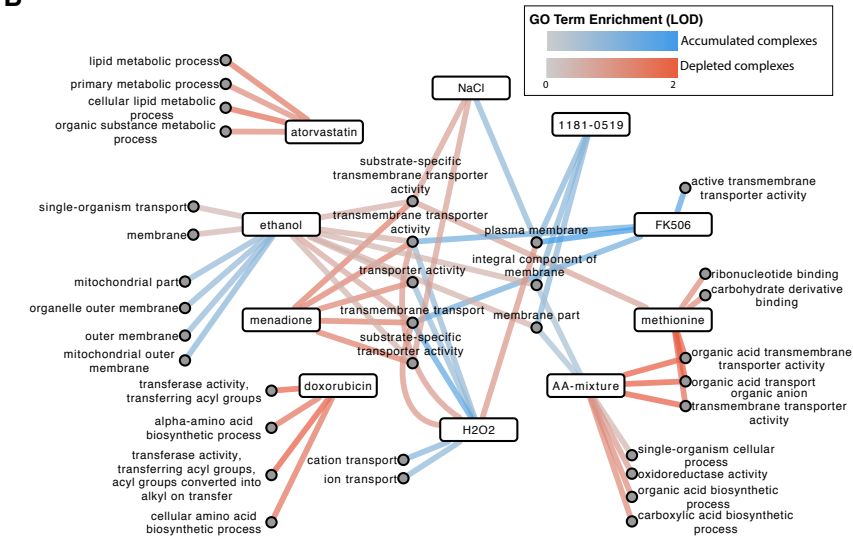 GO Term Enrichment (LOD)
Accumulated complexes
Depleted complexes
0
2
lipid metabolic process
primary metabolic process
cellular lipid metabolic
process
organic substance metabolic
process
atorvastatin
NaCl
1181-0519
substrate-specific
transmembrane transporter
activity
active transmembrane
transporter activity
single-organism transport
membrane
ethanol
transmembrane transporter
activity
plasma membrane
FK506
mitochondrial part
organelle outer membrane
outer membrane
mitochondrial outer
membrane
transporter activity
integral component of
membrane
ribonucleotide binding
carbohydrate derivative
binding
menadione
transmembrane transport
membrane part
methionine
substrate-specific
transporter activity
organic acid transmembrane
transporter activity
organic acid transport
organic anion
transmembrane transporter
activity
transferase activity,
transferring acyl groups
doxorubicin
AA-mixture
alpha-amino acid
biosynthetic process
H2O2
transferase activity,
transferring acyl groups,
acyl groups converted into
alkyl on transfer
cation transport
ion transport
single-organism cellular
process
oxidoreductase activity
organic acid biosynthetic
process
carboxylic acid biosynthetic
process
cellular amino acid
biosynthetic process